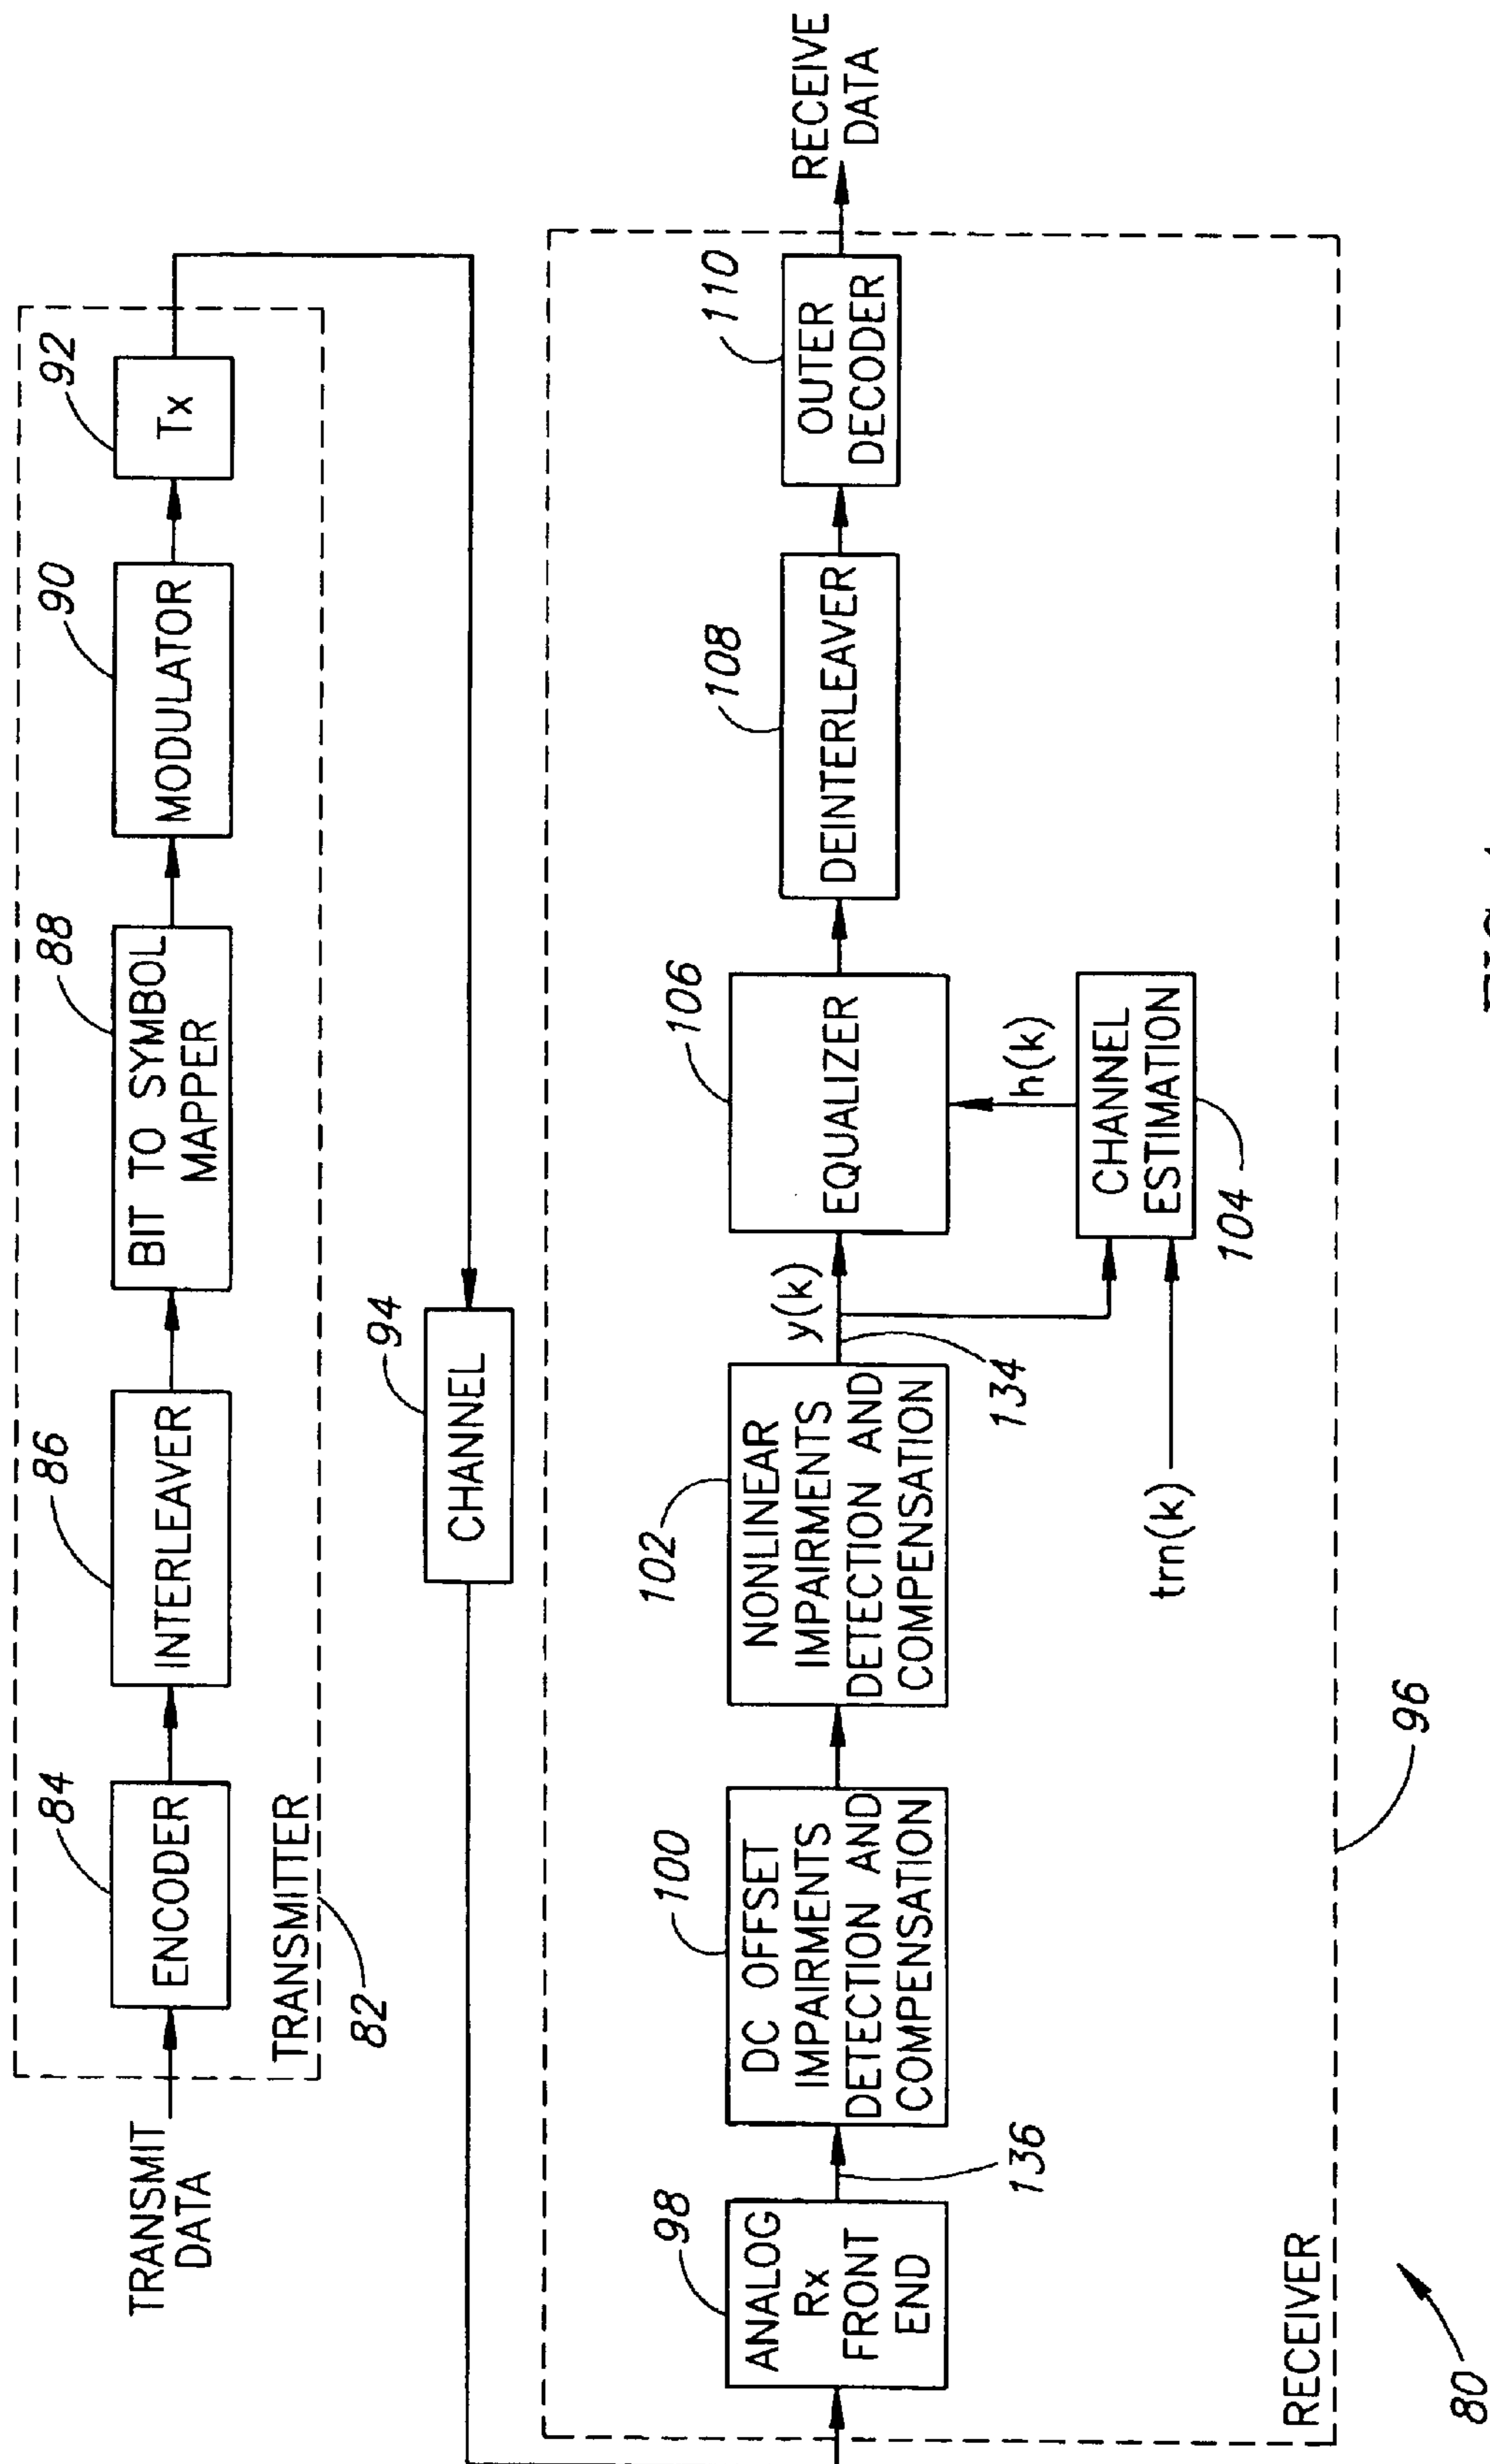 TRANSMIT
DATA
84
ENCODER
86
INTERLEAVER
88
BIT TO SYMBOL
MAPPER
90
MODULATOR
92
Tx
TRANSMITTER
82
94
CHANNEL
98
ANALOG
Rx
FRONT
END
136
100
DC OFFSET
IMPAIRMENTS
DETECTION AND
COMPENSATION
102
NONLINEAR
IMPAIRMENTS
DETECTION AND
COMPENSATION
y(k)
134
106
EQUALIZER
h(k)
CHANNEL
ESTIMATION
104
trn(k)
108
DEINTERLEAVER
110
OUTER
DECODER
RECEIVE
DATA
RECEIVER
96
80